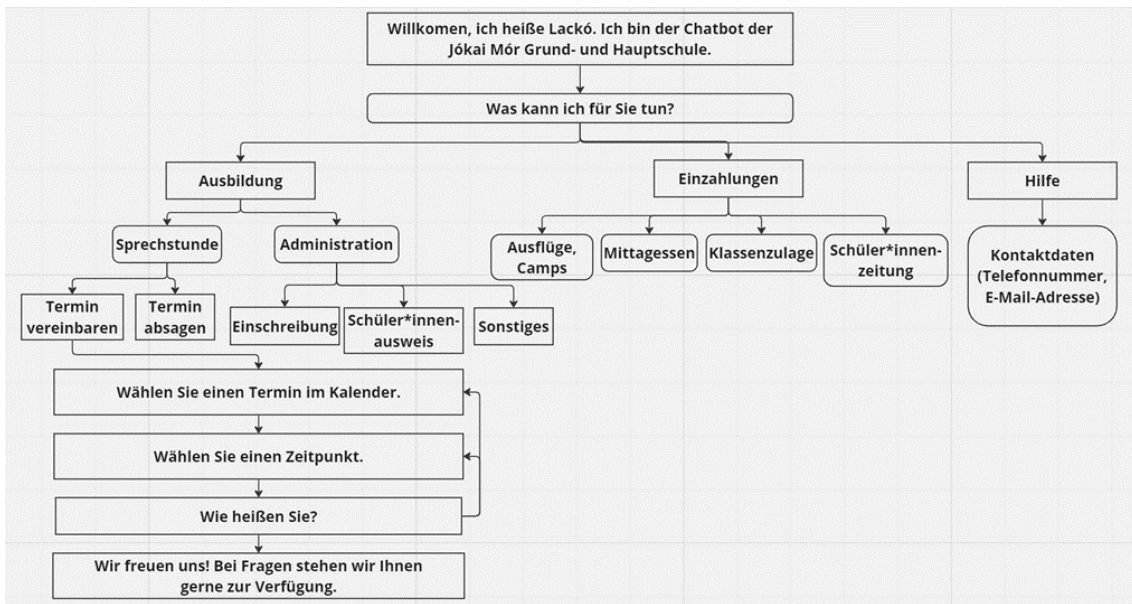 Willkommen, ich heiße Lackó. Ich bin der Chatbot der
Jókai Mór Grund- und Hauptschule.
Was kann ich für Sie tun?
Ausbildung
Einzahlungen
Hilfe
Sprechstunde
Administration
Ausflüge,
Camps
Mittagessen
Klassenzulage
Schüler*innen-
zeitung
Kontaktdaten
(Telefonnummer,
E-Mail-Adresse)
Termin
vereinbaren
Termin
absagen
Einschreibung
Schüler*innen-
ausweis
Sonstiges
Wählen Sie einen Termin im Kalender.
Wählen Sie einen Zeitpunkt.
Wie heißen Sie?
Wir freuen uns! Bei Fragen stehen wir Ihnen
gerne zur Verfügung.